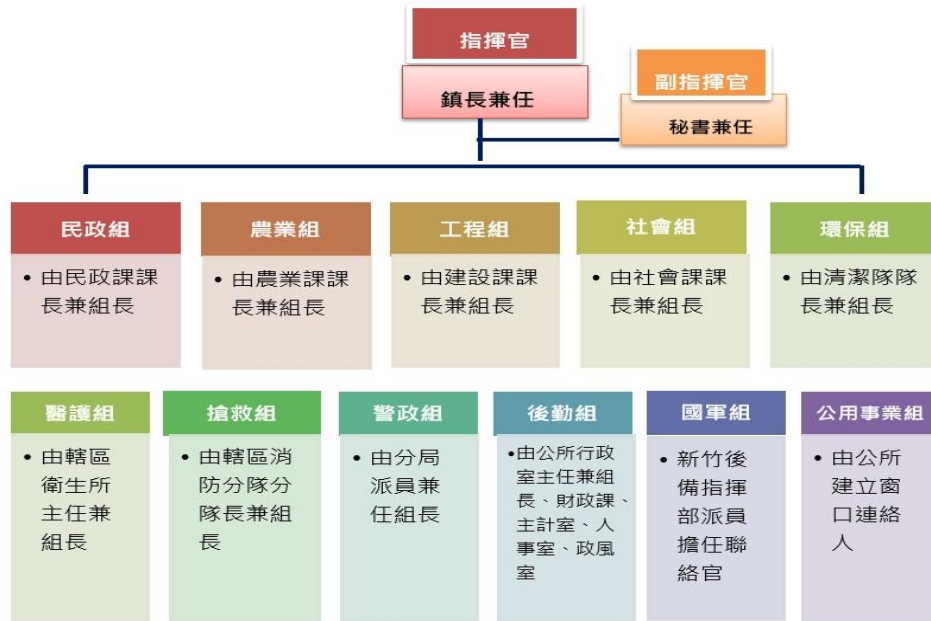 指揮官
鎮長兼任
副指揮官
秘書兼任
民政組
• 由民政課課
長兼組長
農業組
• 由農業課課
長兼組長
工程組
• 由建設課課
長兼組長
社會組
• 由社會課課
長兼組長
環保組
• 由清潔隊隊
長兼組長
醫護組
• 由轄區
衛生所
主任兼
組長
搶救組
• 由轄區消
防分隊分
隊長兼組
長
警政組
• 由分局
派員兼
任組長
後勤組
•由公所行政
室主任兼組
長、財政課、
主計室、人
事室、政風
室
國軍組
• 新竹後
備指揮
部派員
擔任聯
絡官
公用事業組
• 由公所
建立窗
口連絡
人